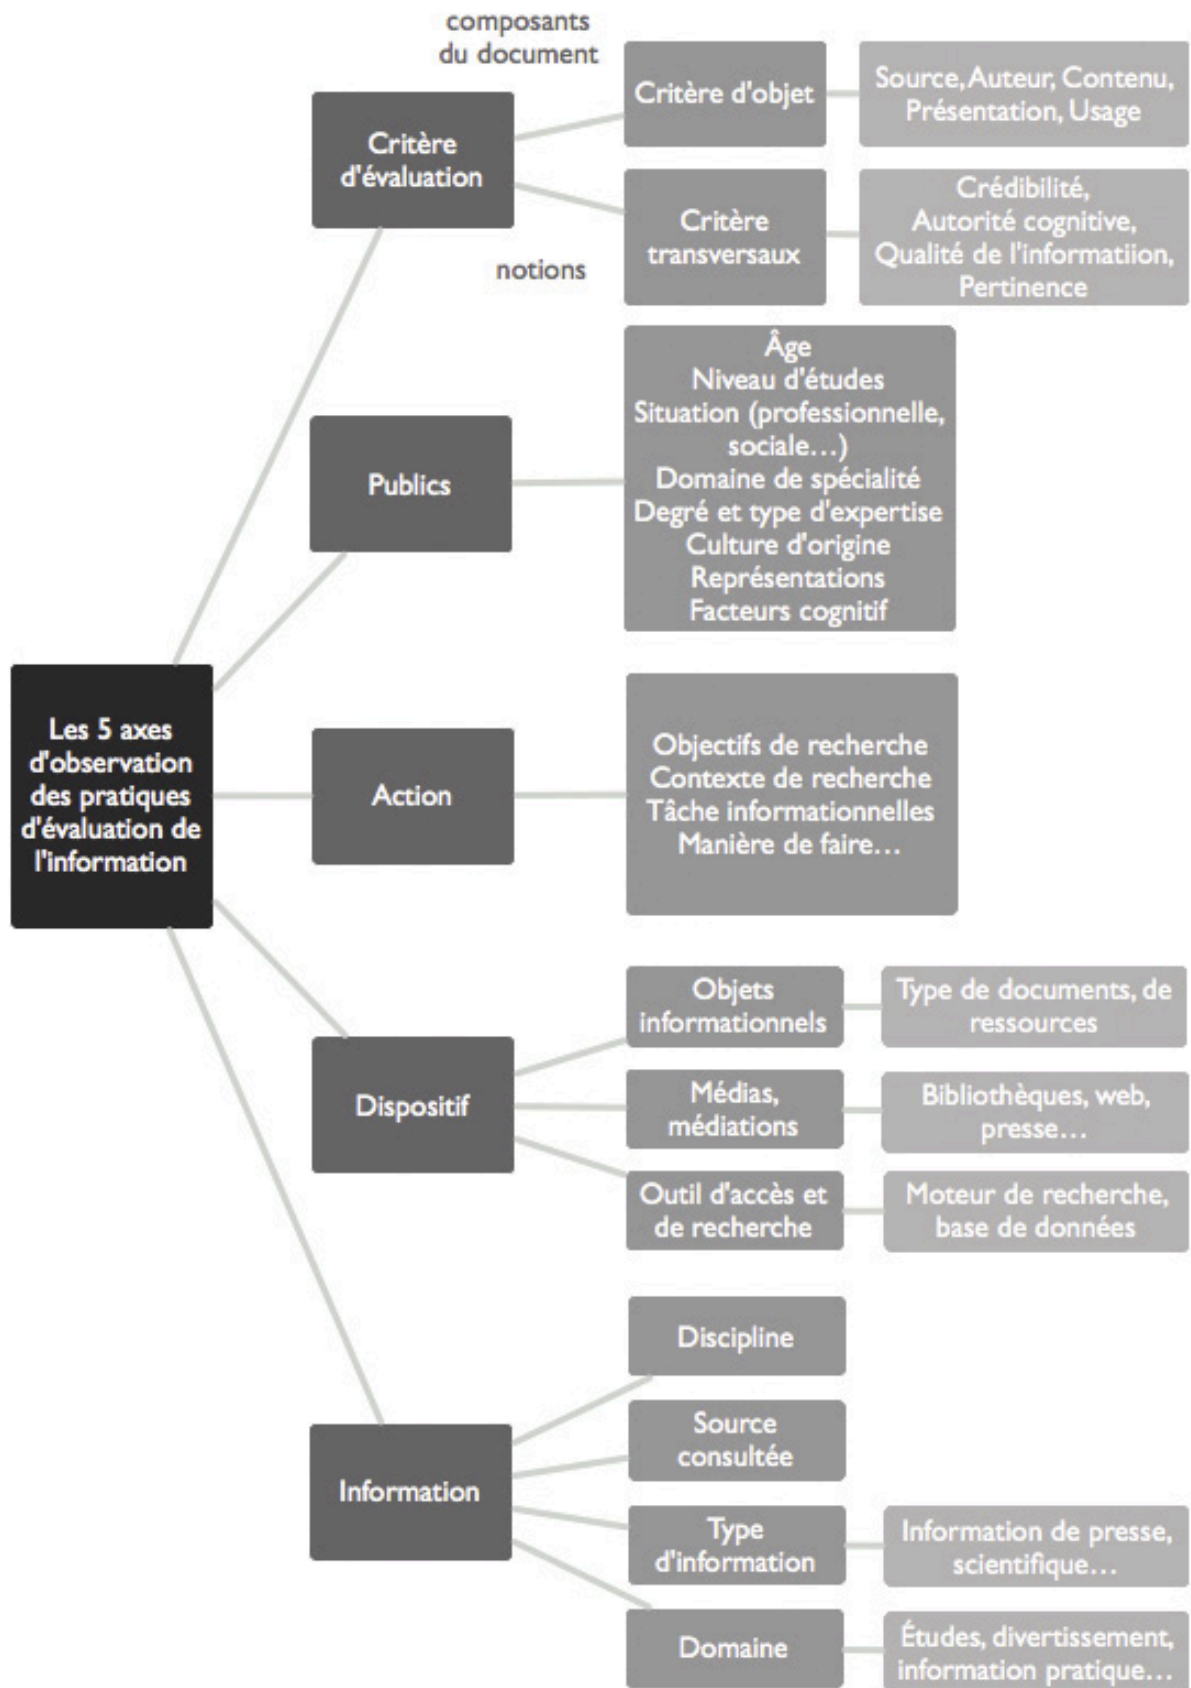 composants
du document
Critère d'objet
Source, Auteur, Contenu,
Présentation, Usage
Critère
d'évaluation
Critère
transversaux
Crédibilité,
Autorité cognitive,
Qualité de l'informatiion,
Pertinence
notions
Publics
Âge
Niveau d'études
Situation (professionnelle,
sociale…)
Domaine de spécialité
Degré et type d'expertise
Culture d'origine
Représentations
Facteurs cognitif
Les 5 axes
d'observation
des pratiques
d'évaluation de
l'information
Action
Objectifs de recherche
Contexte de recherche
Tâche informationnelles
Manière de faire…
Dispositif
Objets
informationnels
Type de documents, de
ressources
Médias,
médiations
Bibliothèques, web,
presse…
Outil d'accès et
de recherche
Moteur de recherche,
base de données
Information
Discipline
Source
consultée
Type
d'information
Information de presse,
scientifique…
Domaine
Études, divertissement,
information pratique…